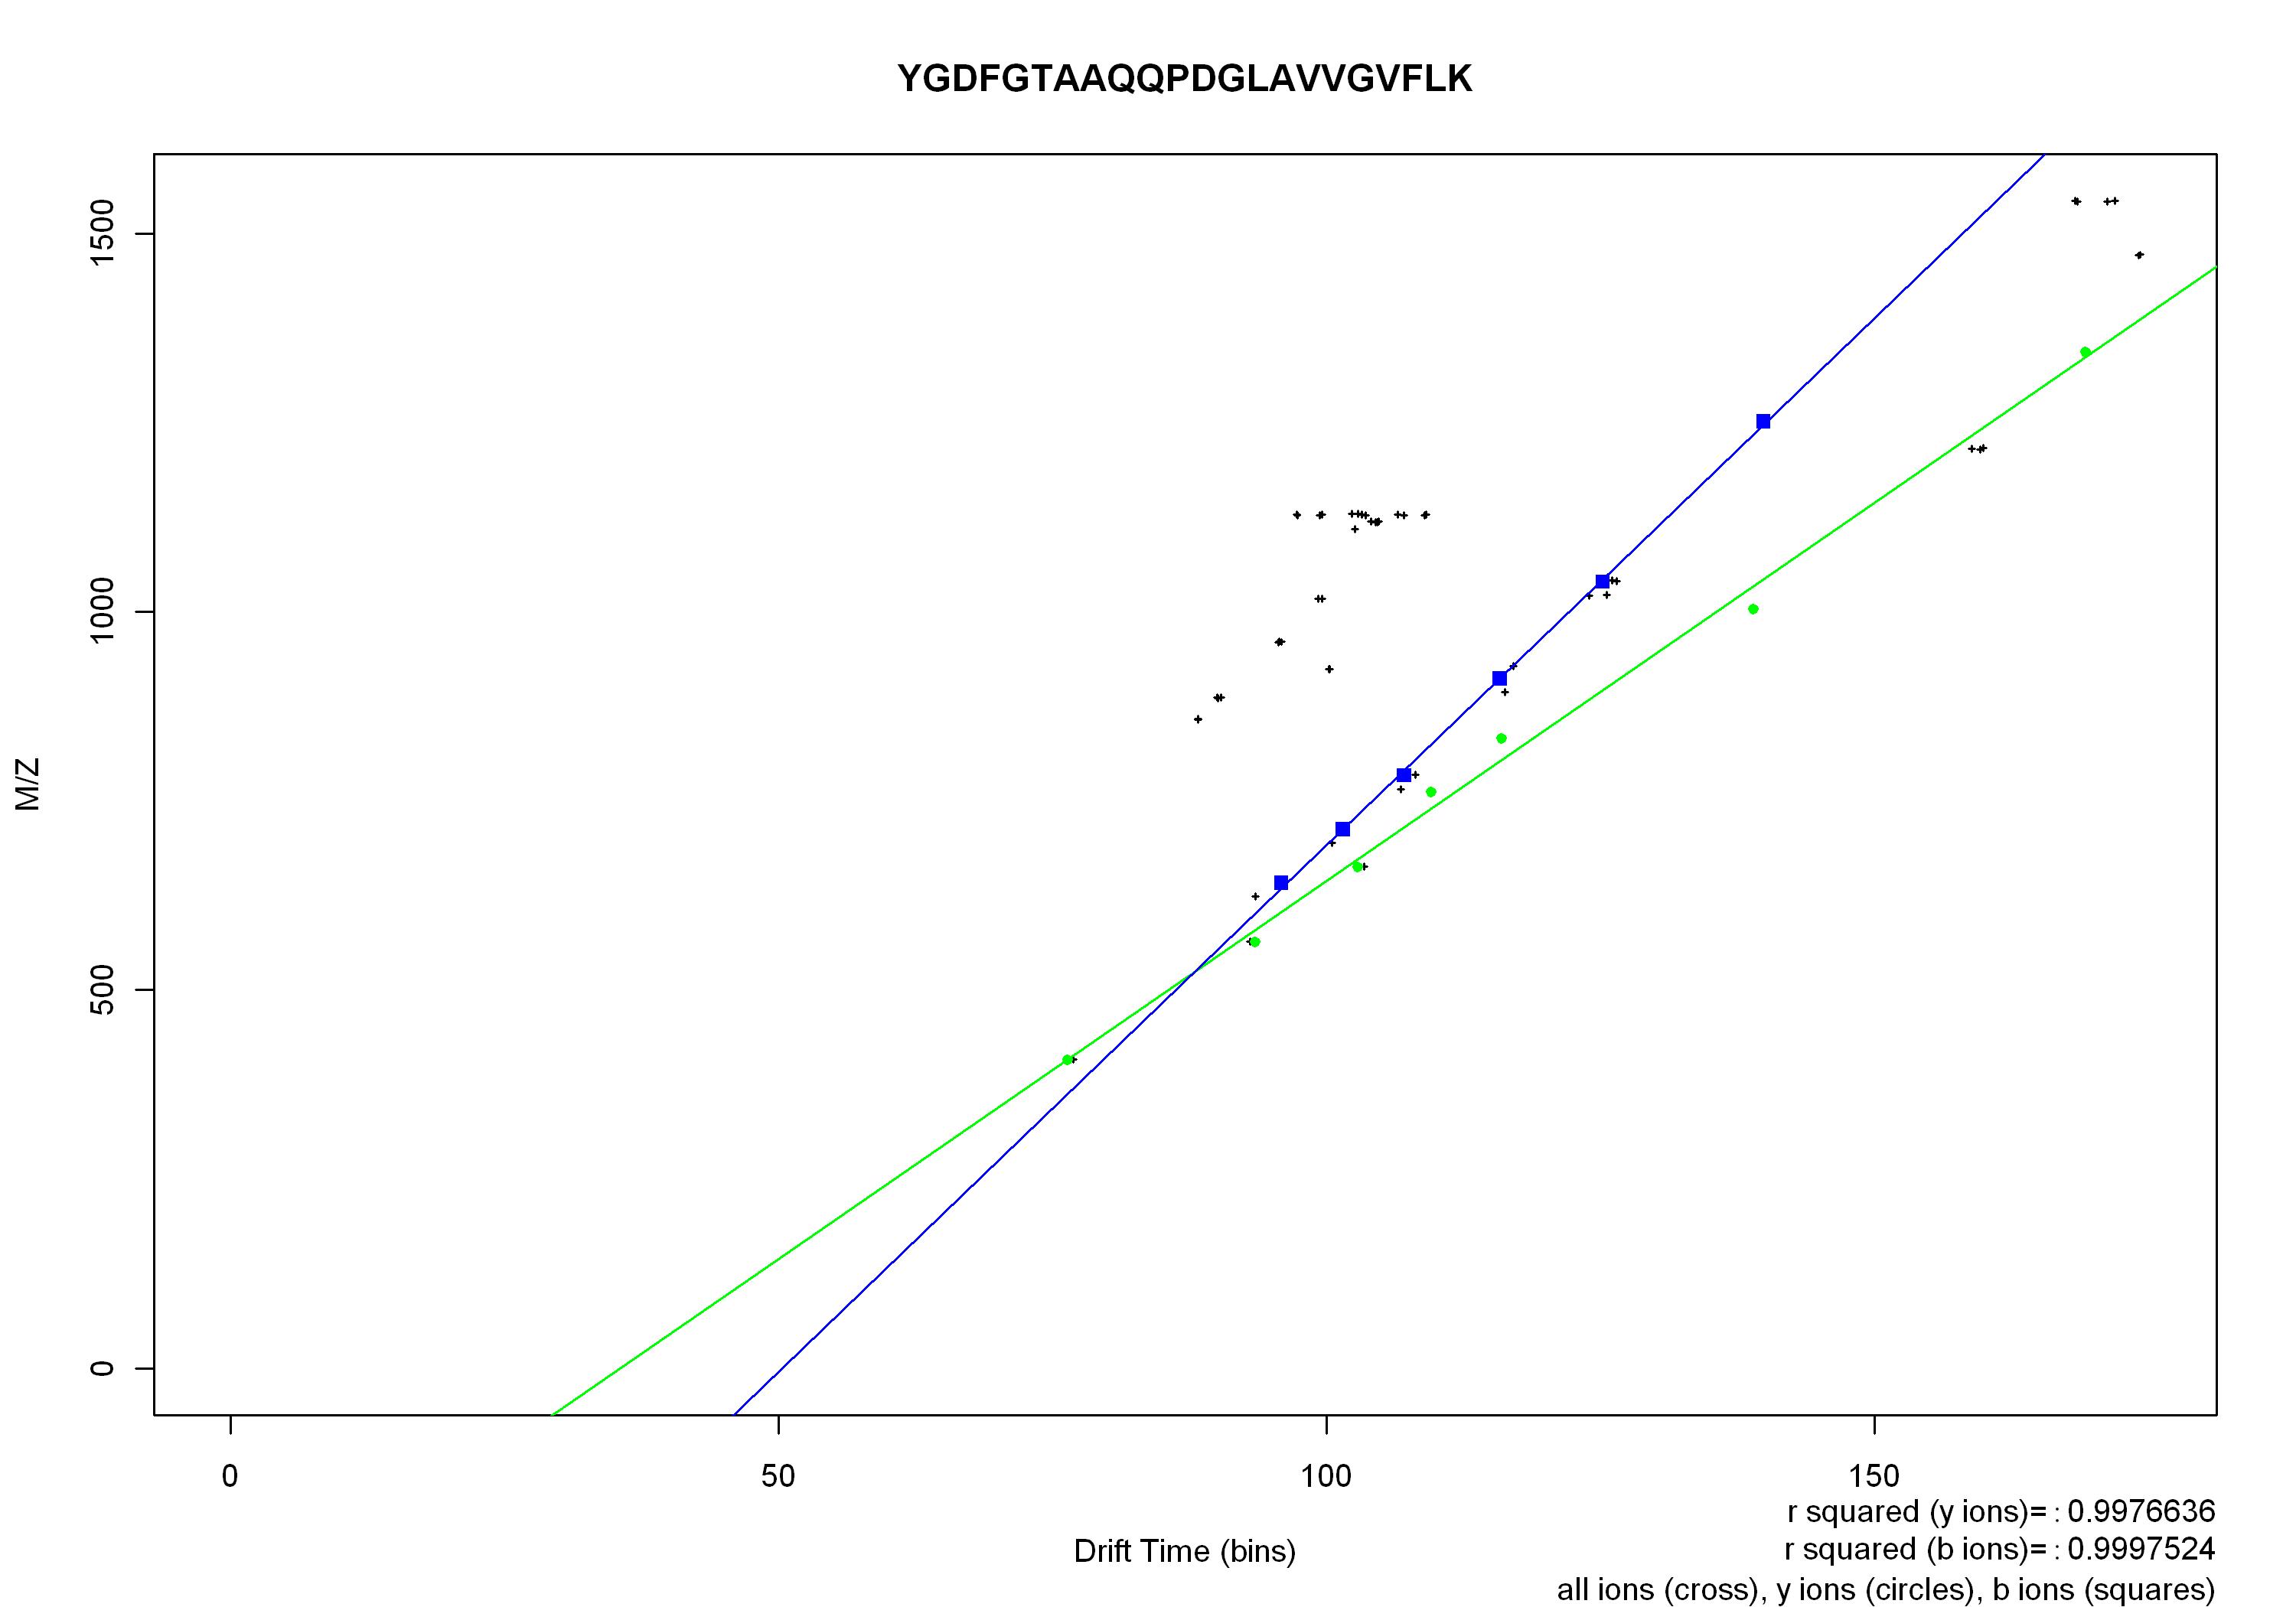 YGDFGTAAQQPDGLAVVGVFLK
1500
1000
500
0
M/Z
0 50 100 150
Drift Time (bins)
r squared (y ions)= : 0.9976636
r squared (b ions)= : 0.9997524
all ions (cross), y ions (circles), b ions (squares)